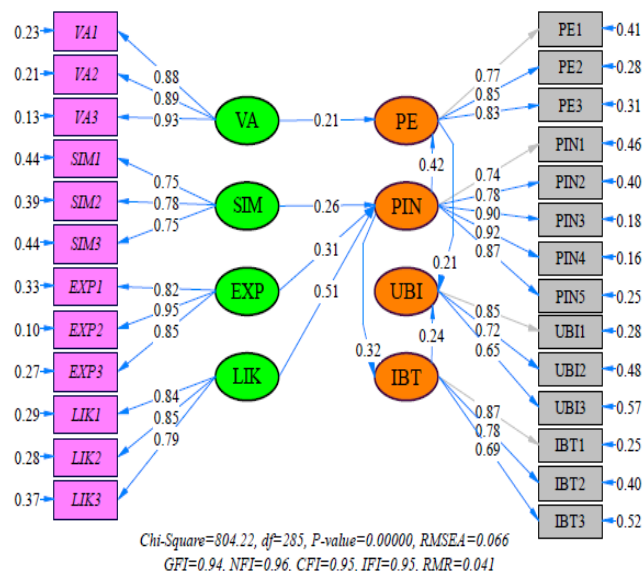 0.23 VA1
0.21 VA2
0.13 VA3
0.44 SIM1
0.39 SIM2
0.44 SIM3
0.33 EXP1
0.10 EXP2
0.27 EXP3
0.29 LIK1
0.28 LIK2
0.37 LIK3
0.88
0.89
0.93
0.75
0.78
0.75
0.82
0.95
0.85
0.84
0.85
0.79
VA
SIM
EXP
LIK
0.21
0.26
0.31
0.51
PE
PIN
UBI
IBT
0.42
0.32
0.24
0.21
0.77
0.85
0.83
0.74
0.78
0.90
0.92
0.87
0.85
0.72
0.65
0.87
0.78
0.69
PE1 0.41
PE2 0.28
PE3 0.31
PIN1 0.46
PIN2 0.40
PIN3 0.18
PIN4 0.16
PIN5 0.25
UBI1 0.28
UBI2 0.48
UBI3 0.57
IBT1 0.25
IBT2 0.40
IBT3 0.52
Chi-Square=804.22, df=285, P-value=0.00000, RMSEA=0.066
GFI=0.94, NFI=0.96, CFI=0.95, IFI=0.95, RMR=0.041